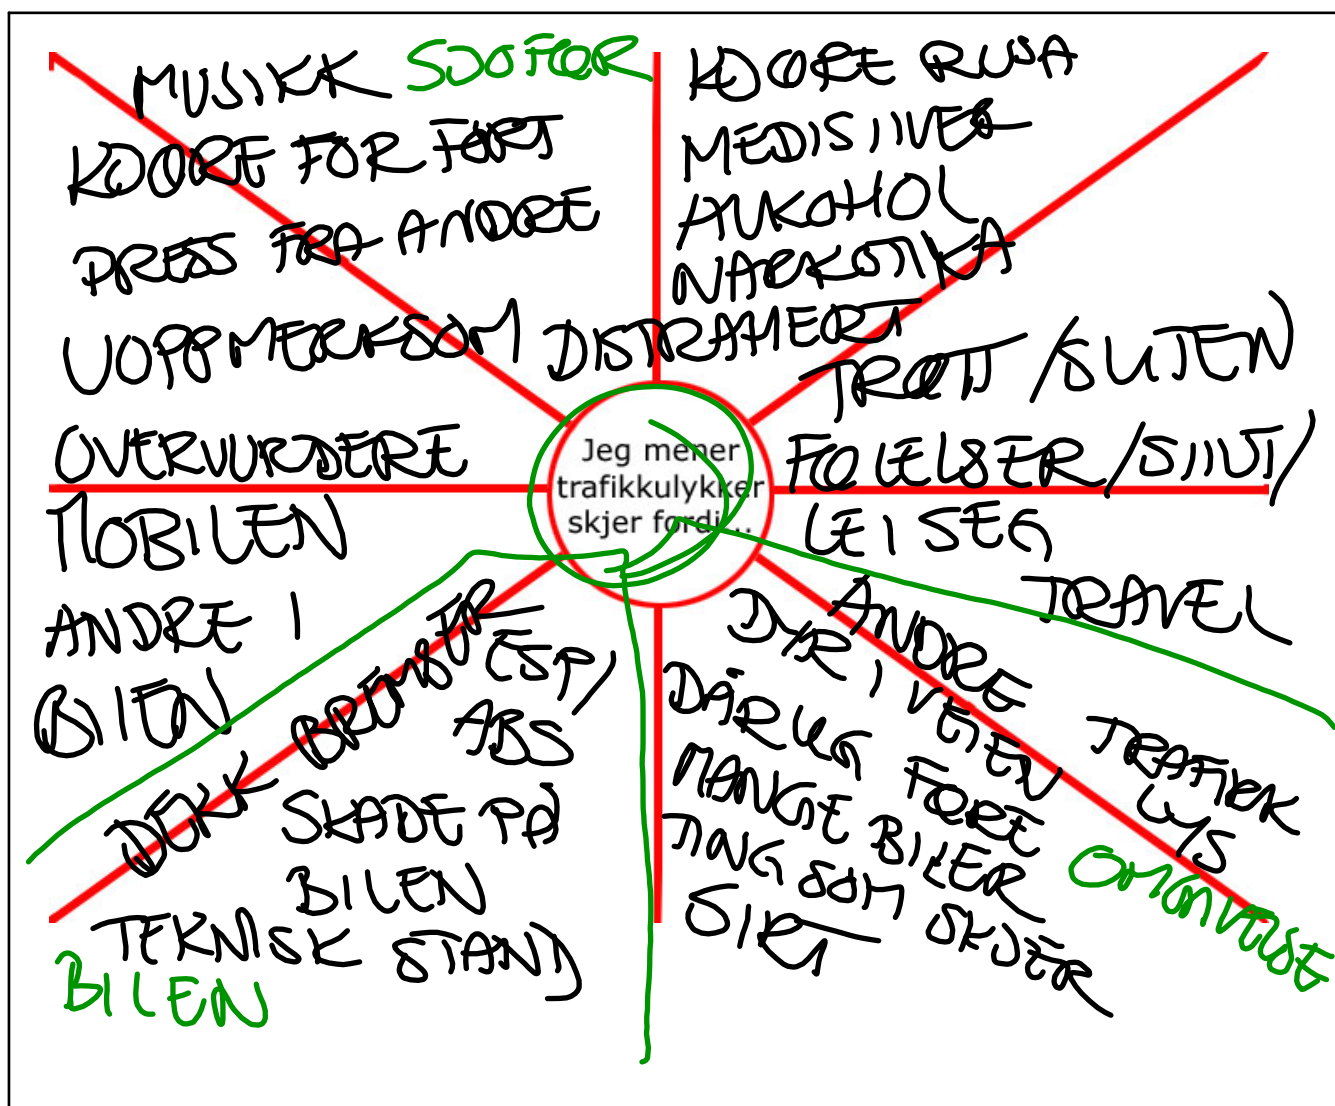 MUSIKK SJØFØR
KJØRE FOR FORT
PRESS FRA ANDRE
UOPPMERKSOM DISTRAHERT
OVERVURDERE
MOBILEN
ANDRE I
BILEN
KJØRE RUSA
MEDISINER
ALKOHOL
NARKOTIKA
TRØTT / SLITEN
FØLELSER / SINT /
LEI SEG
TRAVEL
Jeg mener
trafikkulykker
skjer fordi...
DEKK BREMSER
ESP /
ABS
SKADE PÅ
BILEN
TEKNISK STAND
BILEN
ANDRE
DYR I VEIEN
DÅRLIG FØRE
MANGE BILER
TING SOM SKJER
SIKT
TRAFIKK
LYS
OMGIVELSE